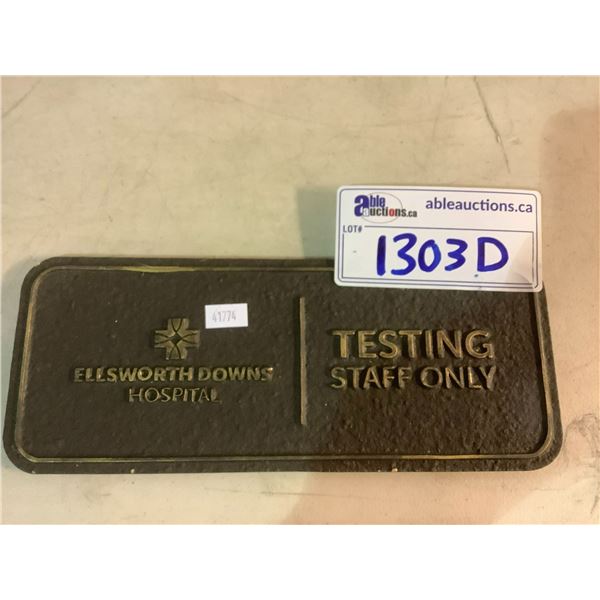 able
auctions.ca
ableauctions.ca
LOT#
1303D
41774
ELLSWORTH DOWNS
HOSPITAL
TESTING
STAFF ONLY